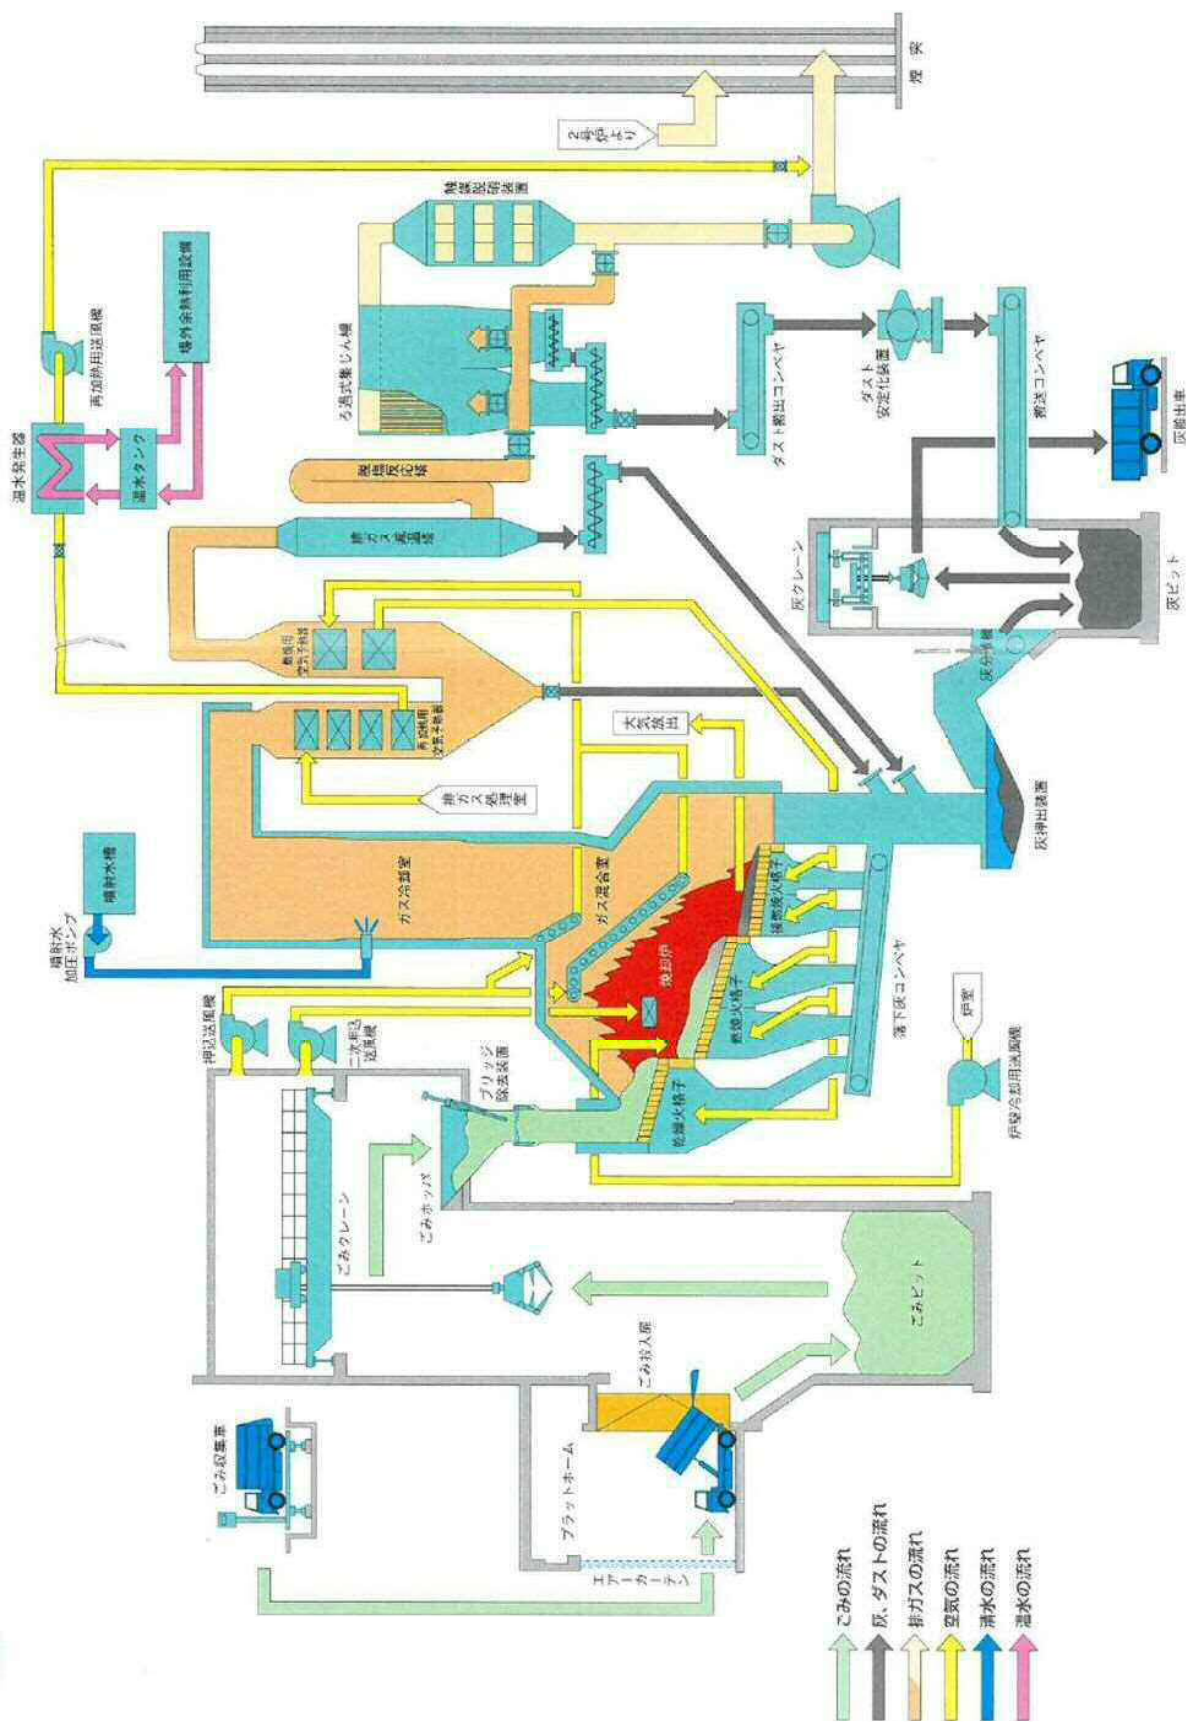 ごみ収集車
プラットホーム
エアーカーテン
ごみ投入扉
ごみピット
ごみクレーン
ごみホッパ
ブリッジ
除去装置
押込送風機
二次押込
送風機
噴射水
加圧ポンプ
噴射水槽
ガス冷却室
ガス混合室
焼却炉
乾燥火格子
燃焼火格子
後燃焼火格子
落下灰コンベヤ
炉壁冷却用送風機
炉室
灰押出装置
大気
放出
排ガス
処理室
再加熱用
空気予熱器
燃焼用
空気予熱器
排ガス減温塔
脱塩
反応塔
温水発生器
温水タンク
場外余熱利用設備
再加熱用送風機
ろ過式集じん機
触媒
脱硝
装置
2号
炉より
煙突
ダスト搬出コンベヤ
ダスト
安定化装置
搬送コンベヤ
灰クレーン
灰分散機
灰ピット
灰搬出車
ごみの流れ
灰、ダストの流れ
排ガスの流れ
空気の流れ
清水の流れ
温水の流れ